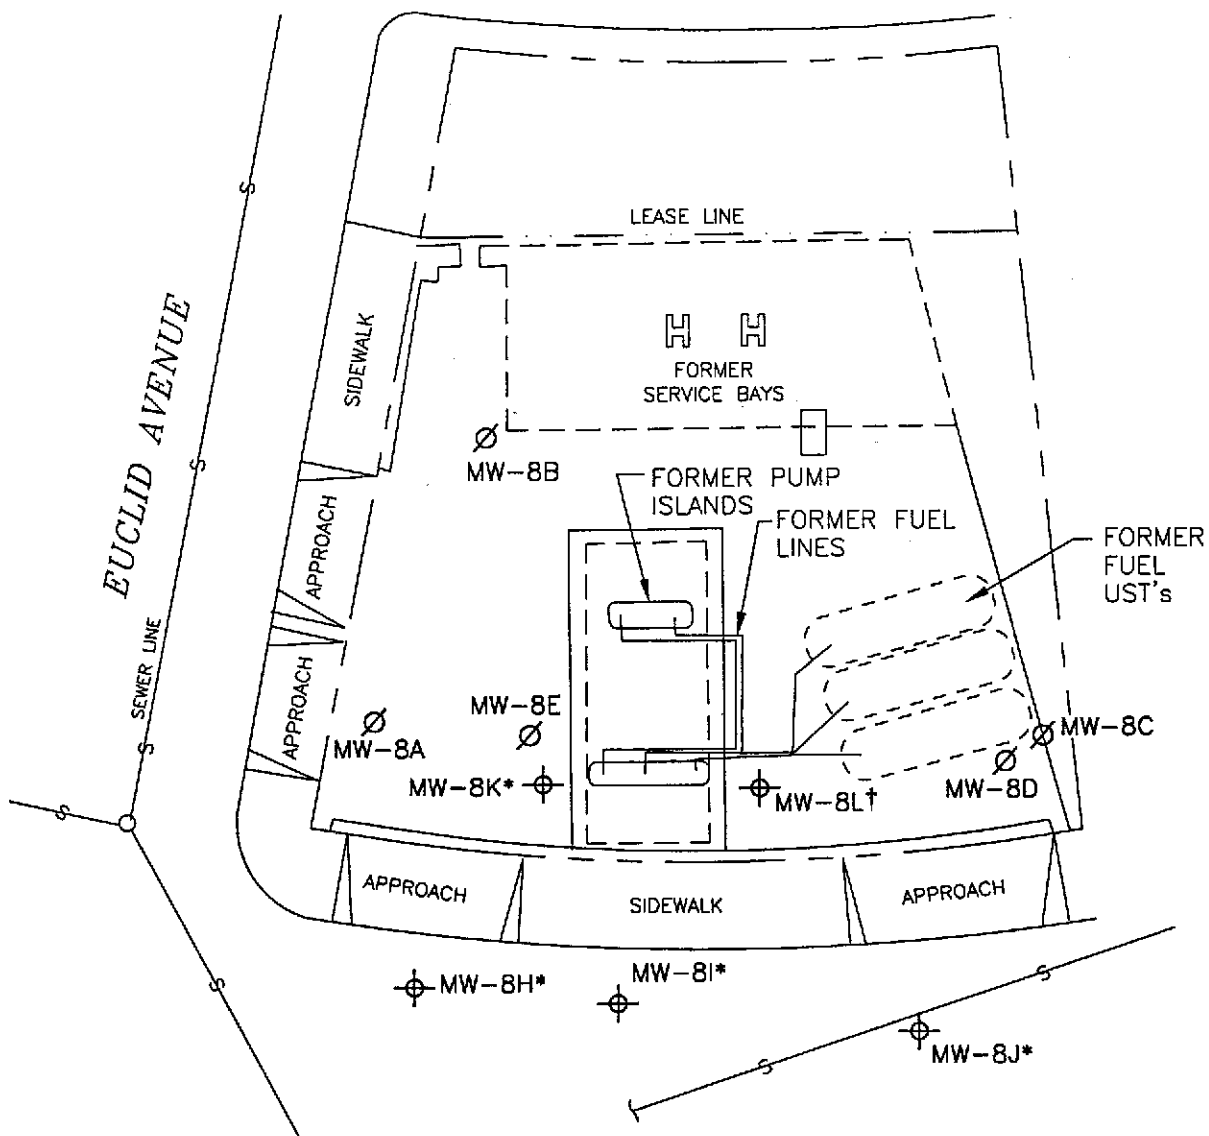 LEASE LINE
H H
FORMER
SERVICE BAYS
SIDEWALK
EUCLID AVENUE
S
S
S
SEWER LINE
APPROACH
APPROACH
MW-8B
FORMER PUMP
ISLANDS
FORMER FUEL
LINES
FORMER
FUEL
UST's
MW-8E
MW-8A
MW-8C
MW-8D
MW-8K*
MW-8L†
S
S
APPROACH
SIDEWALK
APPROACH
MW-8H*
MW-8I*
MW-8J*
S
S